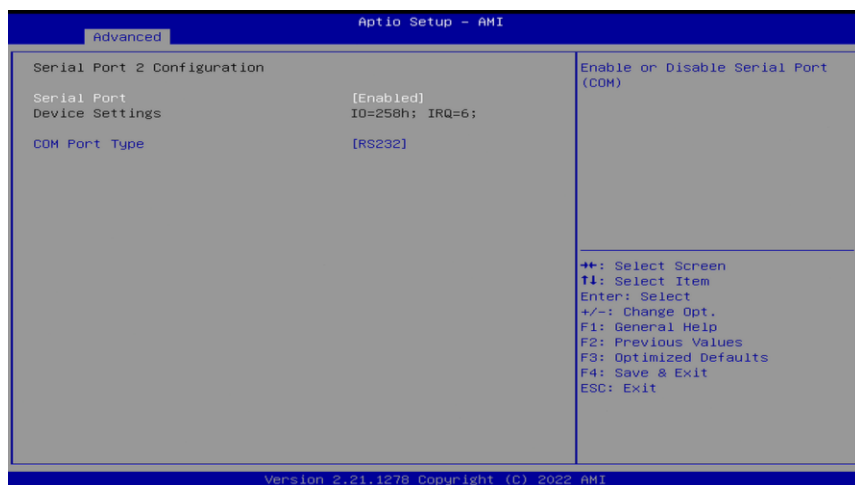 Aptio Setup – AMI
Advanced
Serial Port 2 Configuration
Serial Port [Enabled]
Device Settings IO=258h; IRQ=6;
COM Port Type [RS232]
Enable or Disable Serial Port
(COM)
→←: Select Screen
↑↓: Select Item
Enter: Select
+/-: Change Opt.
F1: General Help
F2: Previous Values
F3: Optimized Defaults
F4: Save & Exit
ESC: Exit
Version 2.21.1278 Copyright (C) 2022 AMI